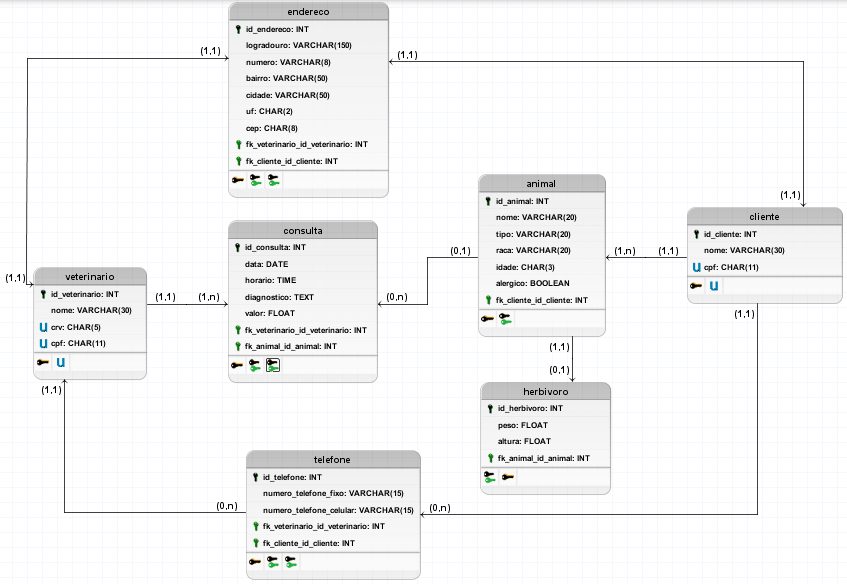 endereco
id_endereco: INT
logradouro: VARCHAR(150)
numero: VARCHAR(8)
bairro: VARCHAR(50)
cidade: VARCHAR(50)
uf: CHAR(2)
cep: CHAR(8)
fk_veterinario_id_veterinario: INT
fk_cliente_id_cliente: INT
(1,1)
(1,1)
(1,1)
(1,1)
animal
id_animal: INT
nome: VARCHAR(20)
tipo: VARCHAR(20)
raca: VARCHAR(20)
idade: CHAR(3)
alergico: BOOLEAN
fk_cliente_id_cliente: INT
cliente
id_cliente: INT
nome: VARCHAR(30)
U cpf: CHAR(11)
U
(1,n)
(1,1)
consulta
id_consulta: INT
data: DATE
horario: TIME
diagnostico: TEXT
valor: FLOAT
fk_veterinario_id_veterinario: INT
fk_animal_id_animal: INT
(0,1)
(0,n)
veterinario
id_veterinario: INT
nome: VARCHAR(30)
U crv: CHAR(5)
U cpf: CHAR(11)
U
(1,1)
(1,n)
(1,1)
(1,1)
(0,1)
herbivoro
id_herbivoro: INT
peso: FLOAT
altura: FLOAT
fk_animal_id_animal: INT
(1,1)
telefone
id_telefone: INT
numero_telefone_fixo: VARCHAR(15)
numero_telefone_celular: VARCHAR(15)
fk_veterinario_id_veterinario: INT
fk_cliente_id_cliente: INT
(0,n)
(0,n)